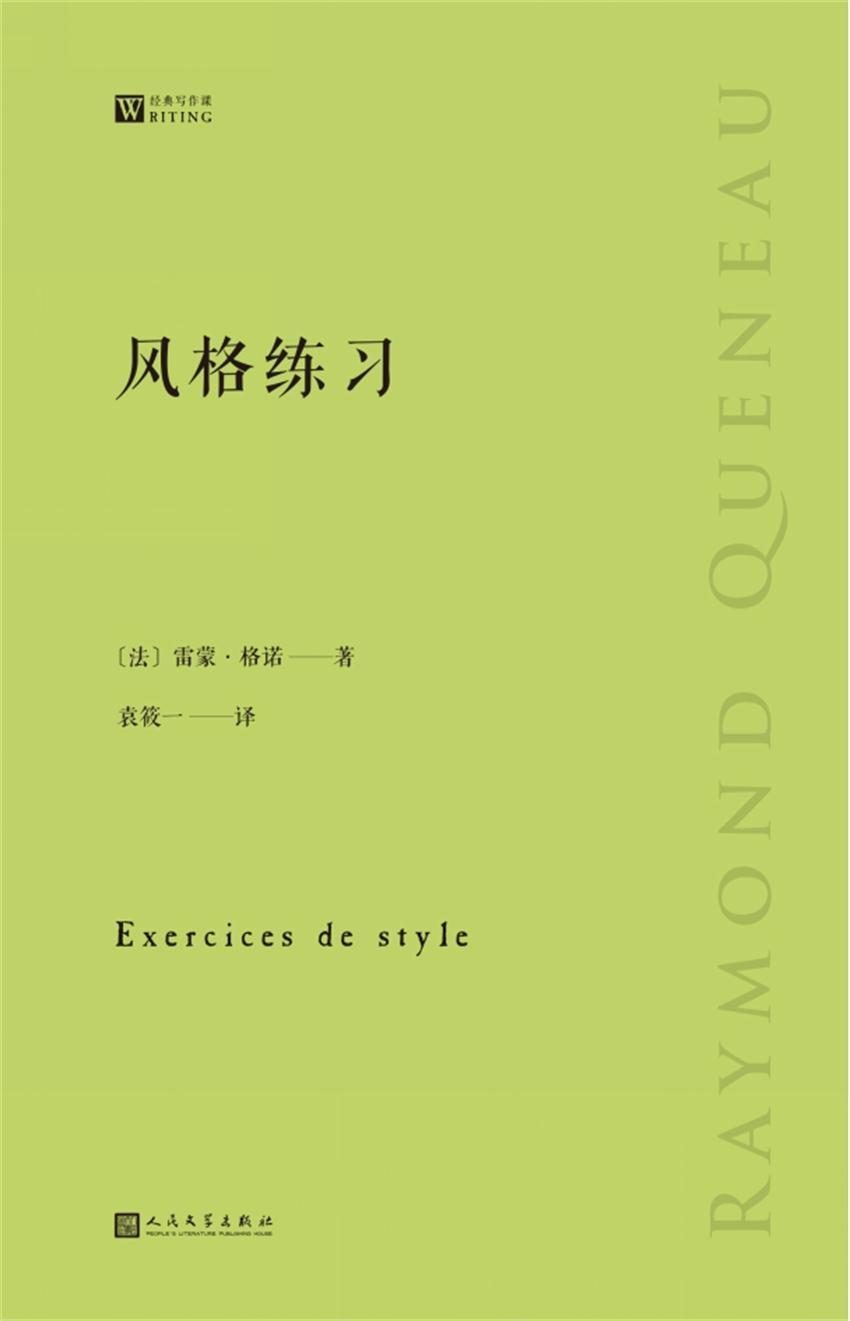 W 经典写作课
RITING
风格练习
〔法〕雷蒙·格诺——著
袁筱一——译
Exercices de style
RAYMOND QUENEAU
人民文学出版社
PEOPLE'S LITERATURE PUBLISHING HOUSE